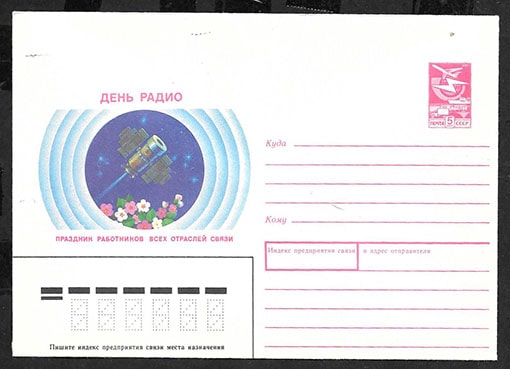 ДЕНЬ РАДИО
ПРАЗДНИК РАБОТНИКОВ ВСЕХ ОТРАСЛЕЙ СВЯЗИ
ПОЧТА 5 СССР
Куда
Кому
Индекс предприятия связи и адрес отправителя
Пишите индекс предприятия связи места назначения